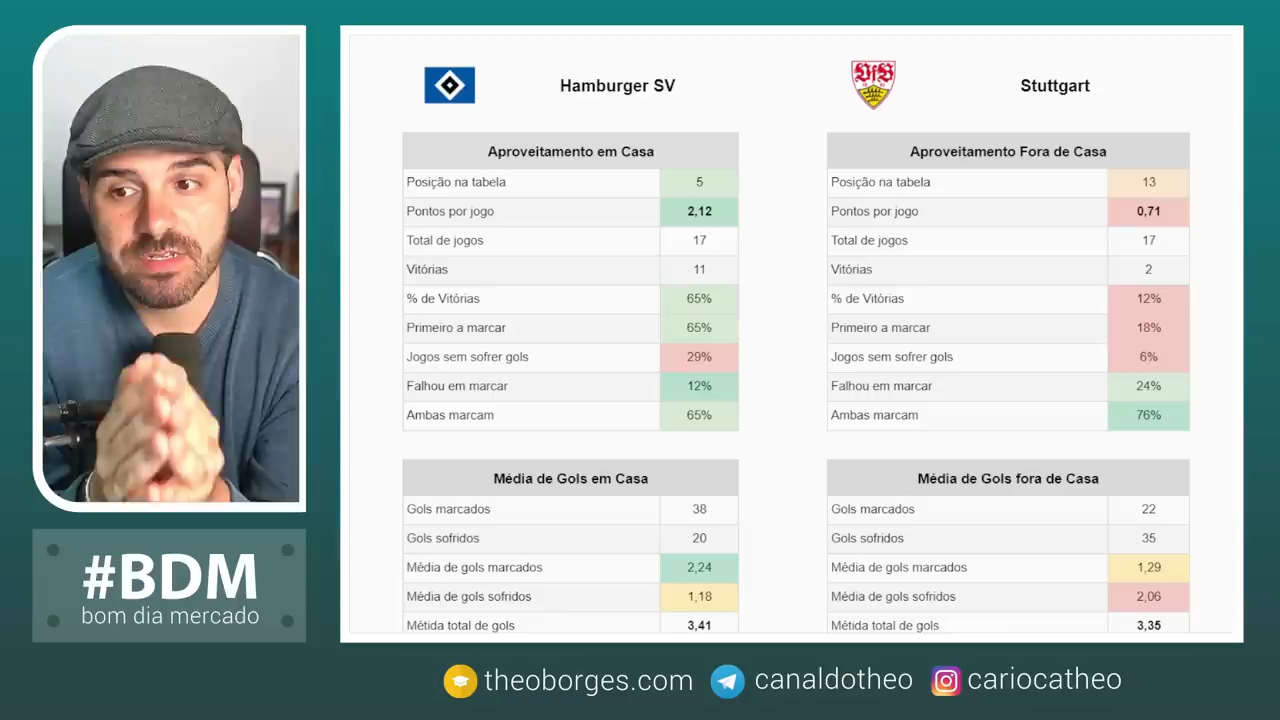 Hamburger SV
Stuttgart
Aproveitamento em Casa
Posição na tabela 5
Pontos por jogo 2,12
Total de jogos 17
Vitórias 11
% de Vitórias 65%
Primeiro a marcar 65%
Jogos sem sofrer gols 29%
Falhou em marcar 12%
Ambas marcam 65%
Aproveitamento Fora de Casa
Posição na tabela 13
Pontos por jogo 0,71
Total de jogos 17
Vitórias 2
% de Vitórias 12%
Primeiro a marcar 18%
Jogos sem sofrer gols 6%
Falhou em marcar 24%
Ambas marcam 76%
Média de Gols em Casa
Gols marcados 38
Gols sofridos 20
Média de gols marcados 2,24
Média de gols sofridos 1,18
Métida total de gols 3,41
Média de Gols fora de Casa
Gols marcados 22
Gols sofridos 35
Média de gols marcados 1,29
Média de gols sofridos 2,06
Métida total de gols 3,35
#BDM
bom dia mercado
theoborges.com
canaldotheo
cariocatheo